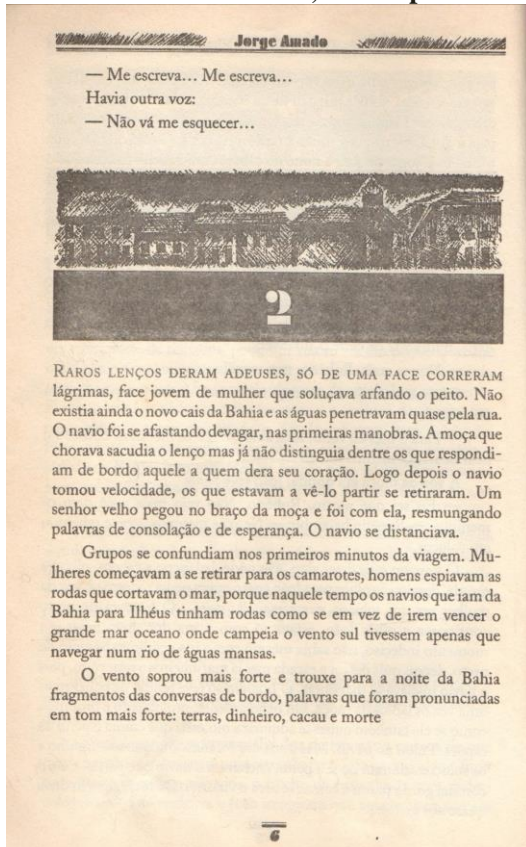 Jorge Amado
— Me escreva... Me escreva...
Havia outra voz:
— Não vá me esquecer...
2
RAROS LENÇOS DERAM ADEUSES, SÓ DE UMA FACE CORRERAM
lágrimas, face jovem de mulher que soluçava arfando o peito. Não
existia ainda o novo cais da Bahia e as águas penetravam quase pela rua.
O navio foi se afastando devagar, nas primeiras manobras. A moça que
chorava sacudia o lenço mas já não distinguia dentre os que respondi-
am de bordo aquele a quem dera seu coração. Logo depois o navio
tomou velocidade, os que estavam a vê-lo partir se retiraram. Um
senhor velho pegou no braço da moça e foi com ela, resmungando
palavras de consolação e de esperança. O navio se distanciava.
Grupos se confundiam nos primeiros minutos da viagem. Mu-
lheres começavam a se retirar para os camarotes, homens espiavam as
rodas que cortavam o mar, porque naquele tempo os navios que iam da
Bahia para Ilhéus tinham rodas como se em vez de irem vencer o
grande mar oceano onde campeia o vento sul tivessem apenas que
navegar num rio de águas mansas.
O vento soprou mais forte e trouxe para a noite da Bahia
fragmentos das conversas de bordo, palavras que foram pronunciadas
em tom mais forte: terras, dinheiro, cacau e morte
6